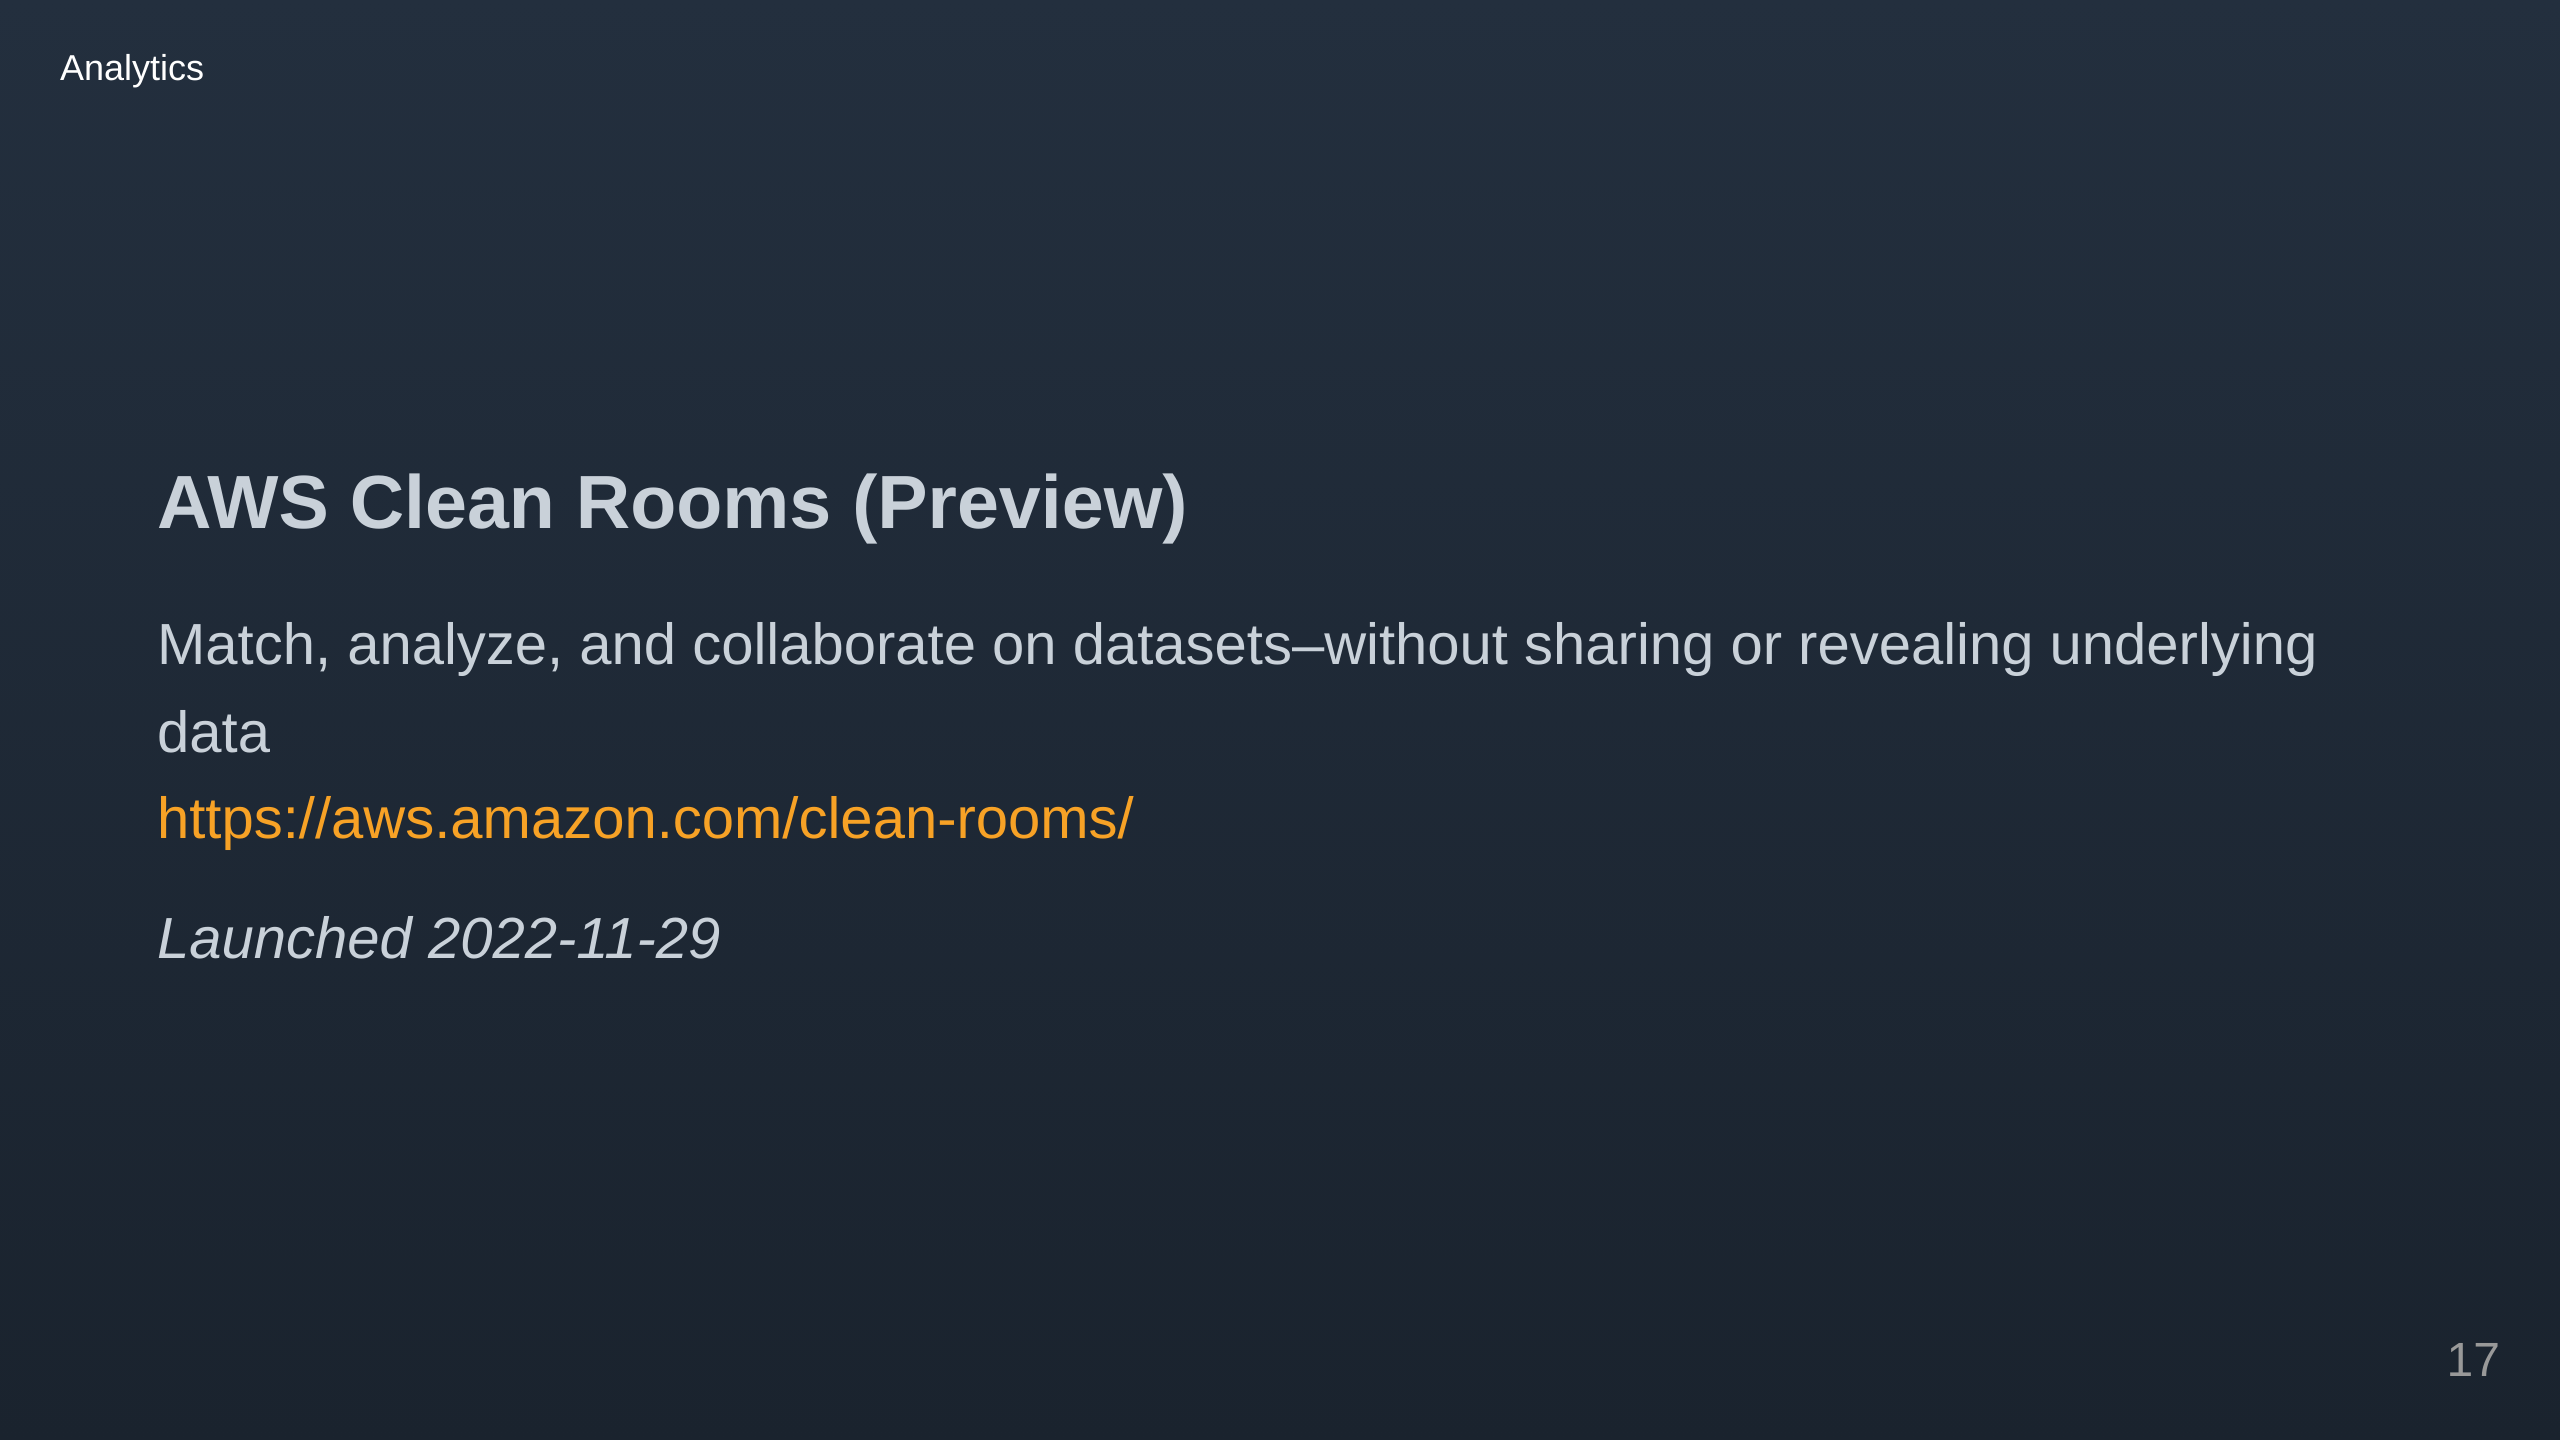 Analytics
AWS Clean Rooms (Preview)
Match, analyze, and collaborate on datasets–without sharing or revealing underlying
data
https://aws.amazon.com/clean-rooms/
Launched 2022-11-29
17